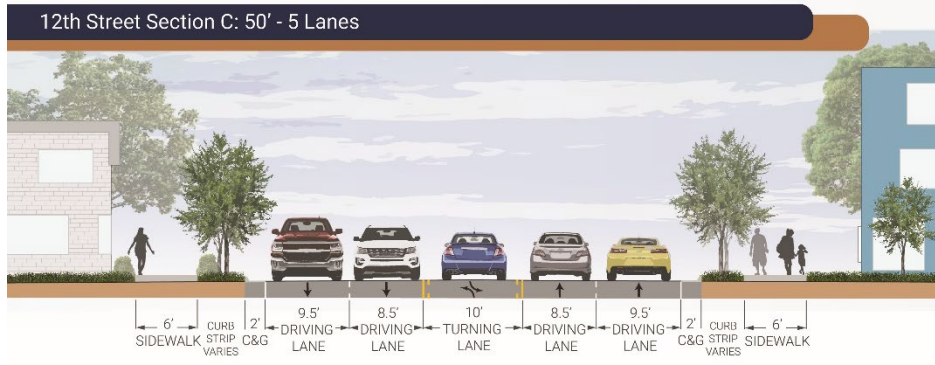 12th Street Section C: 50’ - 5 Lanes
6’
SIDEWALK
CURB
STRIP
VARIES
2’
C&G
9.5’
DRIVING
LANE
8.5’
DRIVING
LANE
10’
TURNING
LANE
8.5’
DRIVING
LANE
9.5’
DRIVING
LANE
2’
C&G
CURB
STRIP
VARIES
6’
SIDEWALK